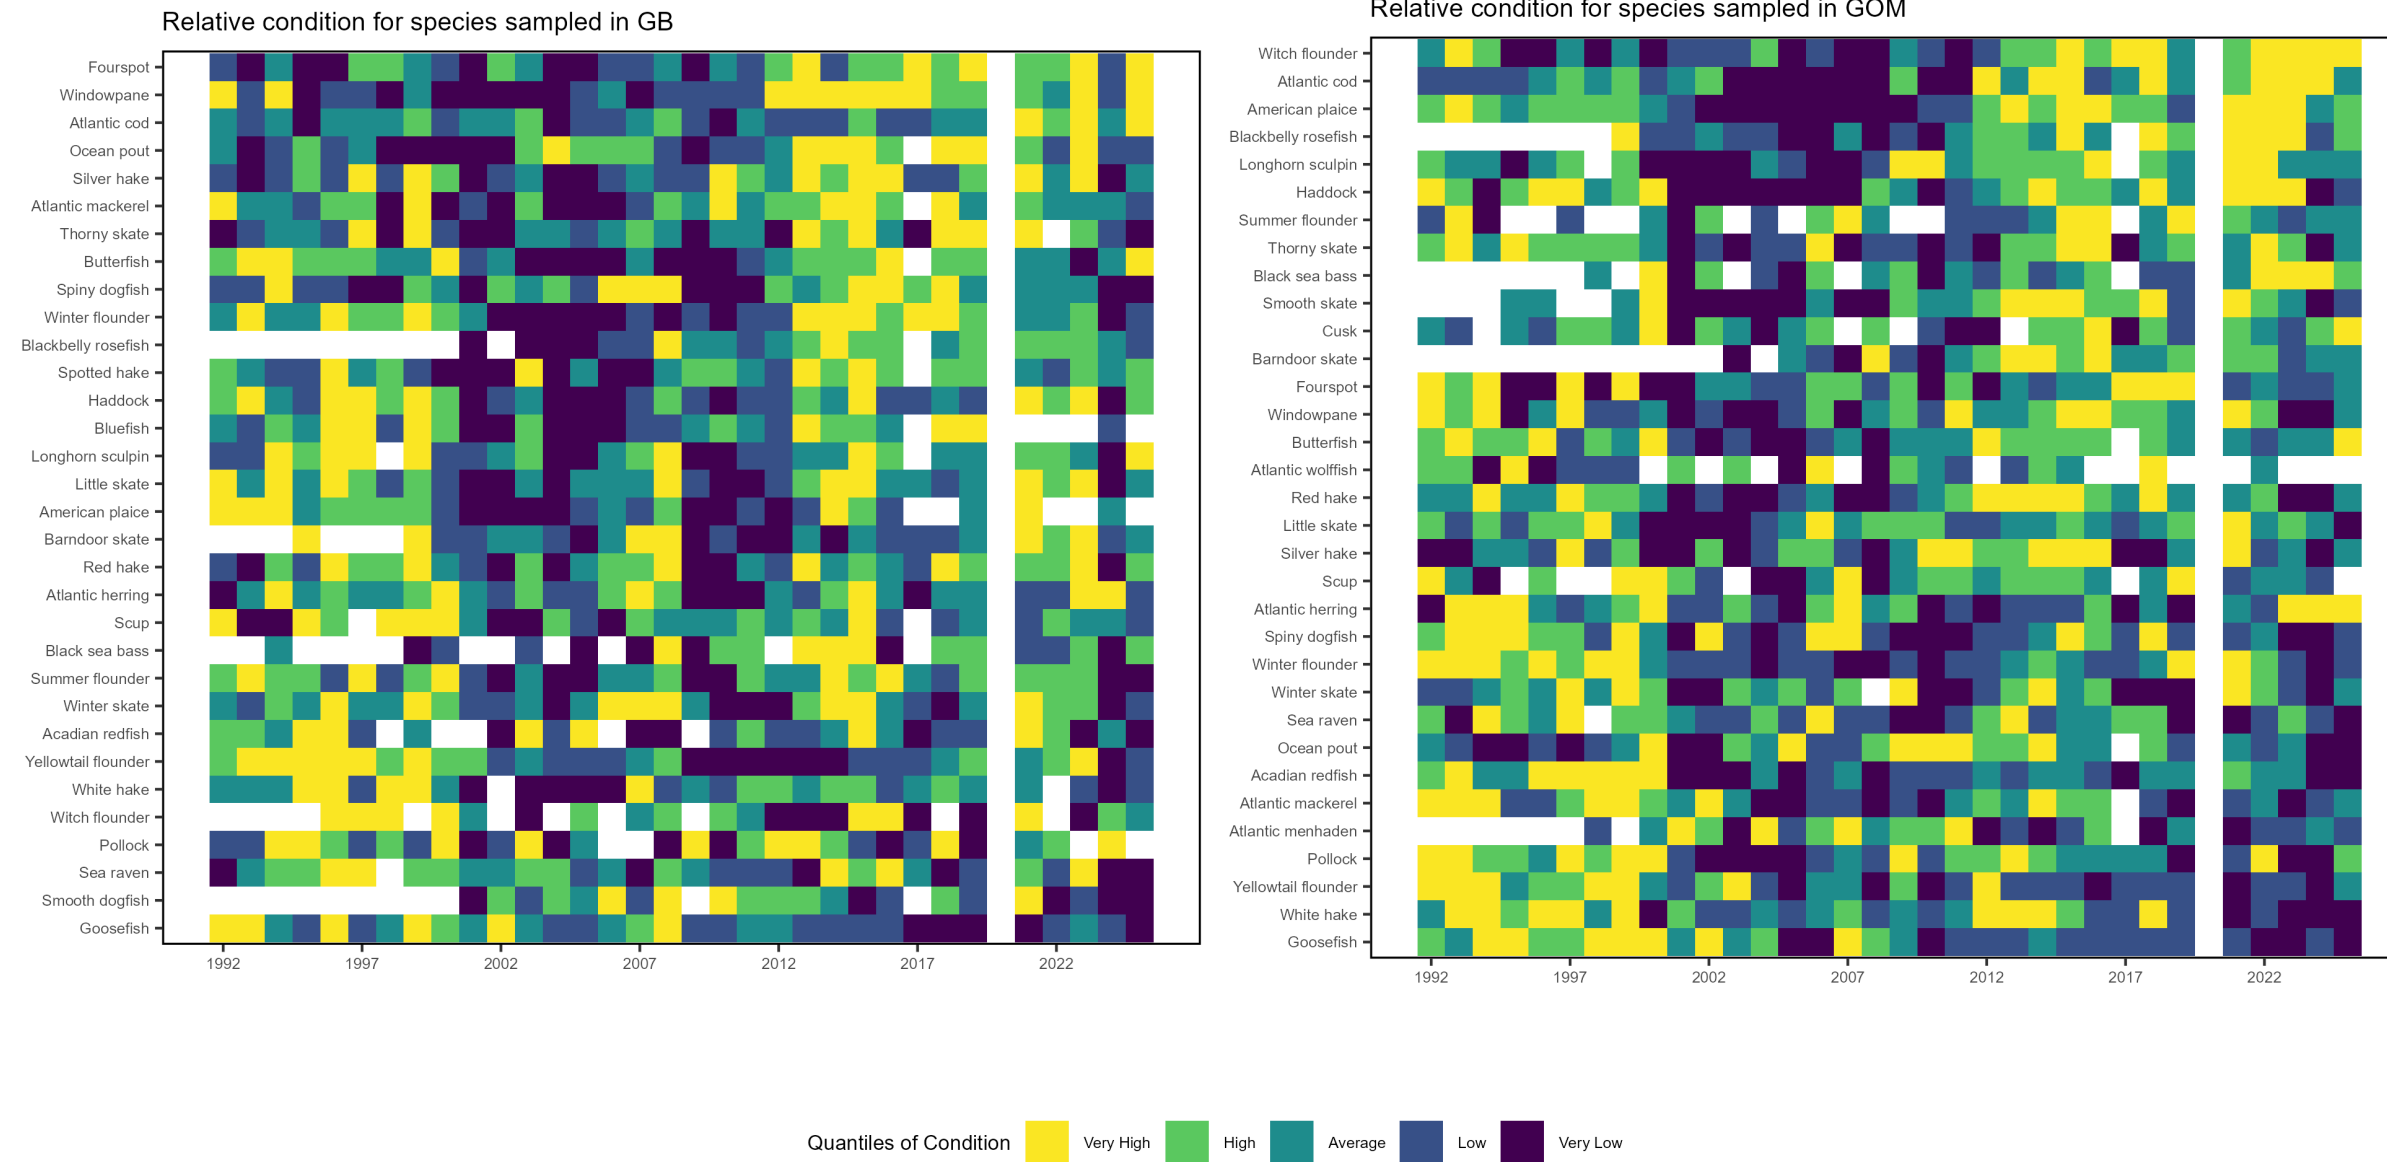 Relative condition for species sampled in GB
Fourspot
Windowpane
Atlantic cod
Ocean pout
Silver hake
Atlantic mackerel
Thorny skate
Butterfish
Spiny dogfish
Winter flounder
Blackbelly rosefish
Spotted hake
Haddock
Bluefish
Longhorn sculpin
Little skate
American plaice
Barndoor skate
Red hake
Atlantic herring
Scup
Black sea bass
Summer flounder
Winter skate
Acadian redfish
Yellowtail flounder
White hake
Witch flounder
Pollock
Sea raven
Smooth dogfish
Goosefish
1992 1997 2002 2007 2012 2017 2022
Relative condition for species sampled in GOM
Witch flounder
Atlantic cod
American plaice
Blackbelly rosefish
Longhorn sculpin
Haddock
Summer flounder
Thorny skate
Black sea bass
Smooth skate
Cusk
Barndoor skate
Fourspot
Windowpane
Butterfish
Atlantic wolffish
Red hake
Little skate
Silver hake
Scup
Atlantic herring
Spiny dogfish
Winter flounder
Winter skate
Sea raven
Ocean pout
Acadian redfish
Atlantic mackerel
Atlantic menhaden
Pollock
Yellowtail flounder
White hake
Goosefish
1992 1997 2002 2007 2012 2017 2022
Quantiles of Condition Very High High Average Low Very Low